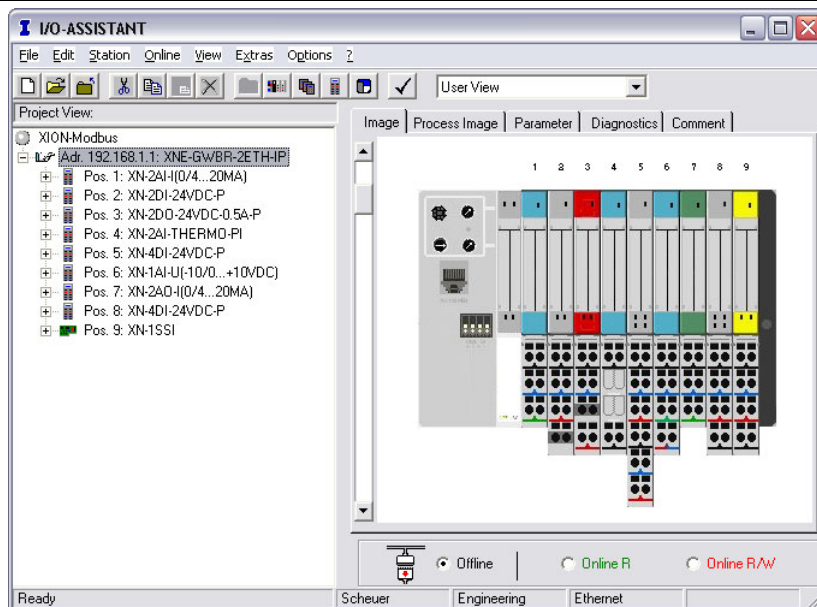 I/O-ASSISTANT
File Edit Station Online View Extras Options ?
User View
Project View:
XION-Modbus
Adr. 192.168.1.1: XNE-GWBR-2ETH-IP
Pos. 1: XN-2AI-I(0/4...20MA)
Pos. 2: XN-2DI-24VDC-P
Pos. 3: XN-2DO-24VDC-0.5A-P
Pos. 4: XN-2AI-THERMO-PI
Pos. 5: XN-4DI-24VDC-P
Pos. 6: XN-1AI-U(-10/0...+10VDC)
Pos. 7: XN-2AO-I(0/4...20MA)
Pos. 8: XN-4DI-24VDC-P
Pos. 9: XN-1SSI
Image Process Image Parameter Diagnostics Comment
1 2 3 4 5 6 7 8 9
Offline Online R Online R/W
Ready Scheuer Engineering Ethernet